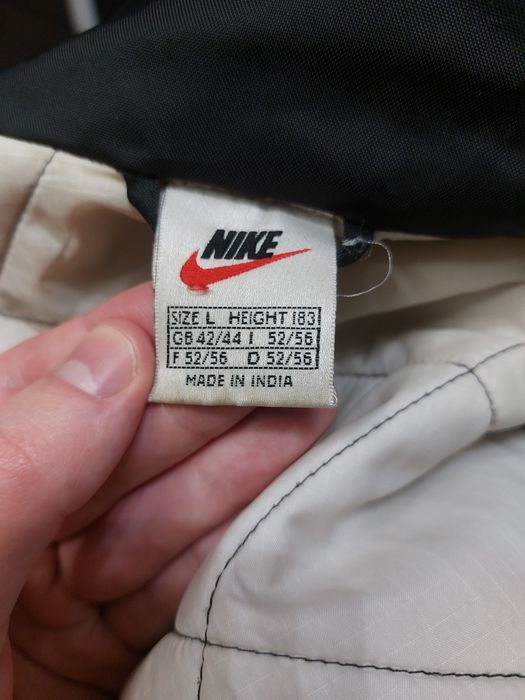 NIKE
SIZE L HEIGHT 183
GB 42/44 I 52/56
F 52/56 D 52/56
MADE IN INDIA